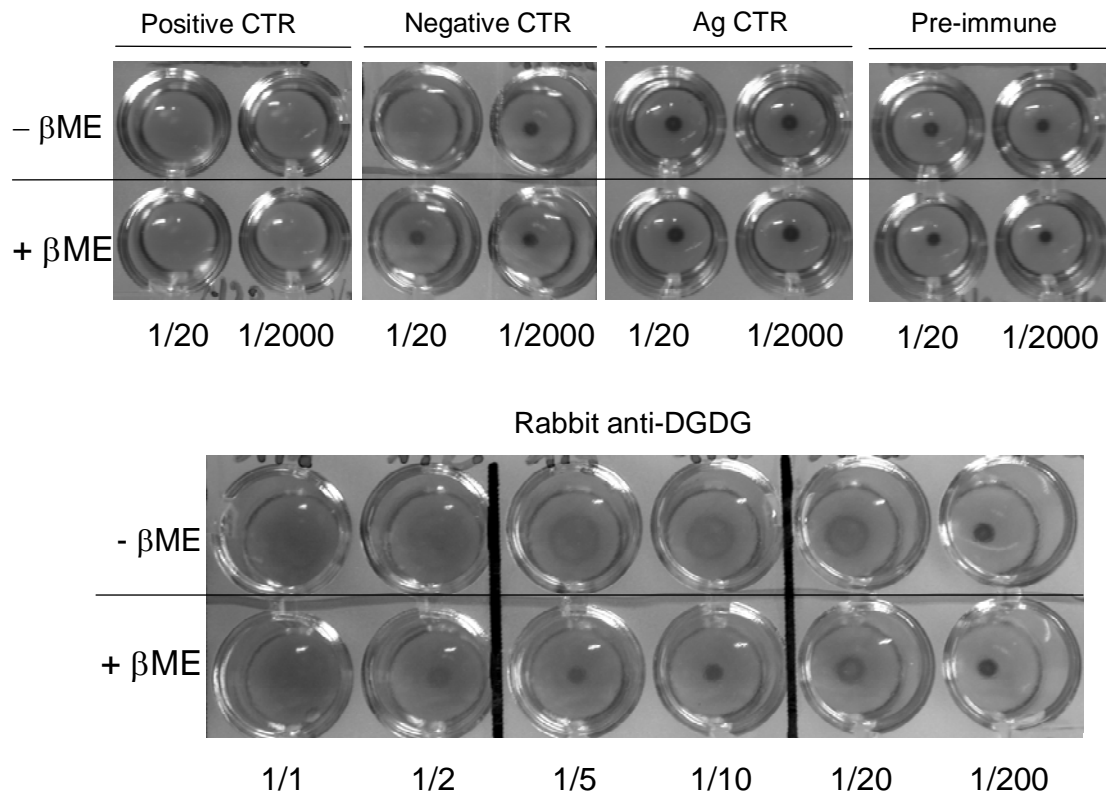 Positive CTR Negative CTR Ag CTR Pre-immune
– βME
+ βME
1/20 1/2000 1/20 1/2000 1/20 1/2000 1/20 1/2000
Rabbit anti-DGDG
- βME
+ βME
1/1 1/2 1/5 1/10 1/20 1/200